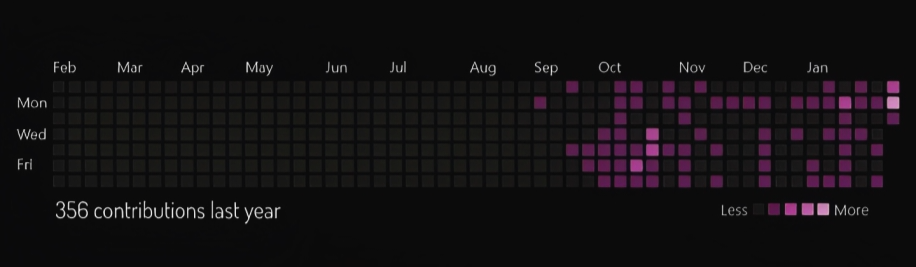 Feb Mar Apr May Jun Jul Aug Sep Oct Nov Dec Jan
Mon
Wed
Fri
356 contributions last year
Less More